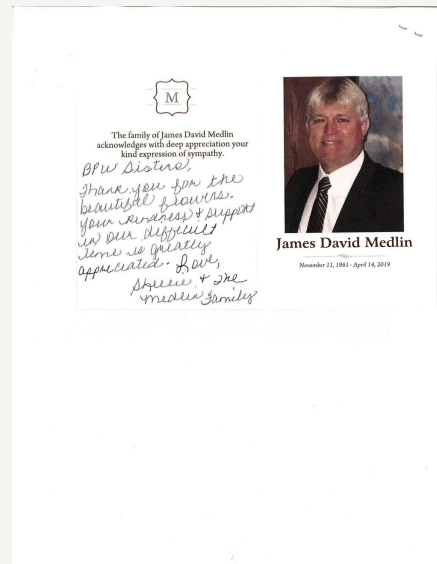 M
The family of James David Medlin
acknowledges with deep appreciation your
kind expression of sympathy.
BPW Sisters,
Thank you for the
beautiful flowers.
Your kindness & support
in our difficult
time is greatly
appreciated. Love,
& The
Medlin Family
James David Medlin
November 11, 1961 - April 14, 2019